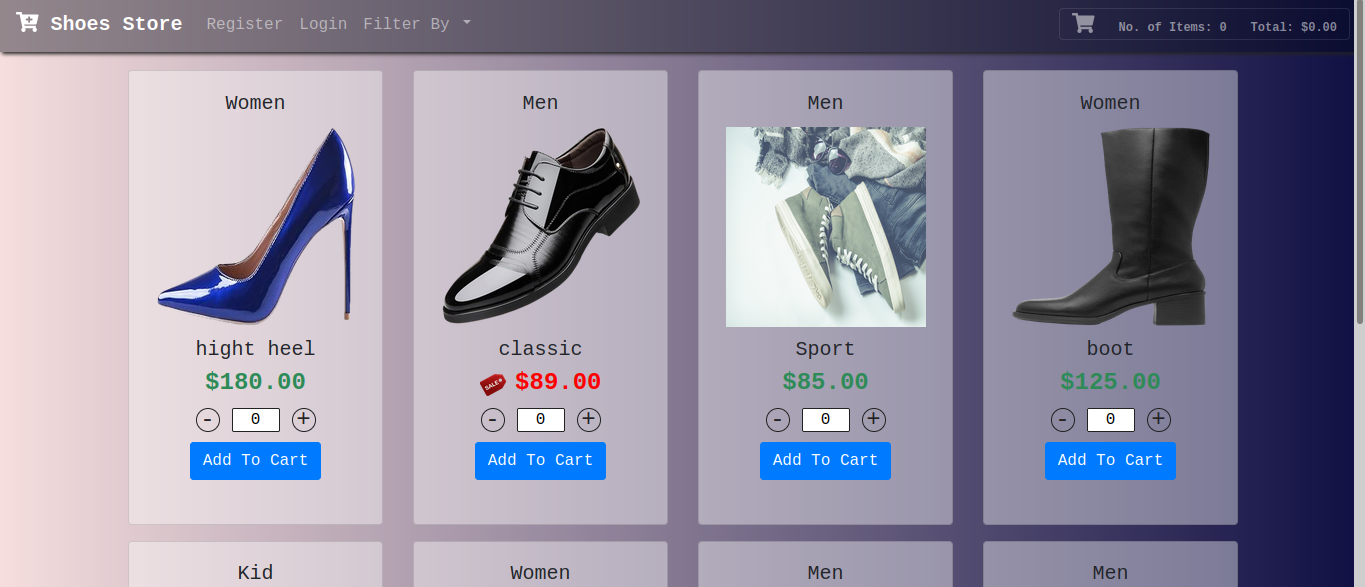 Shoes Store Register Login Filter By No. of Items: 0 Total: $0.00
Women Men Men Women
hight heel classic Sport boot
$180.00 SALE $89.00 $85.00 $125.00
- 0 + - 0 + - 0 + - 0 +
Add To Cart Add To Cart Add To Cart Add To Cart
Kid Women Men Men